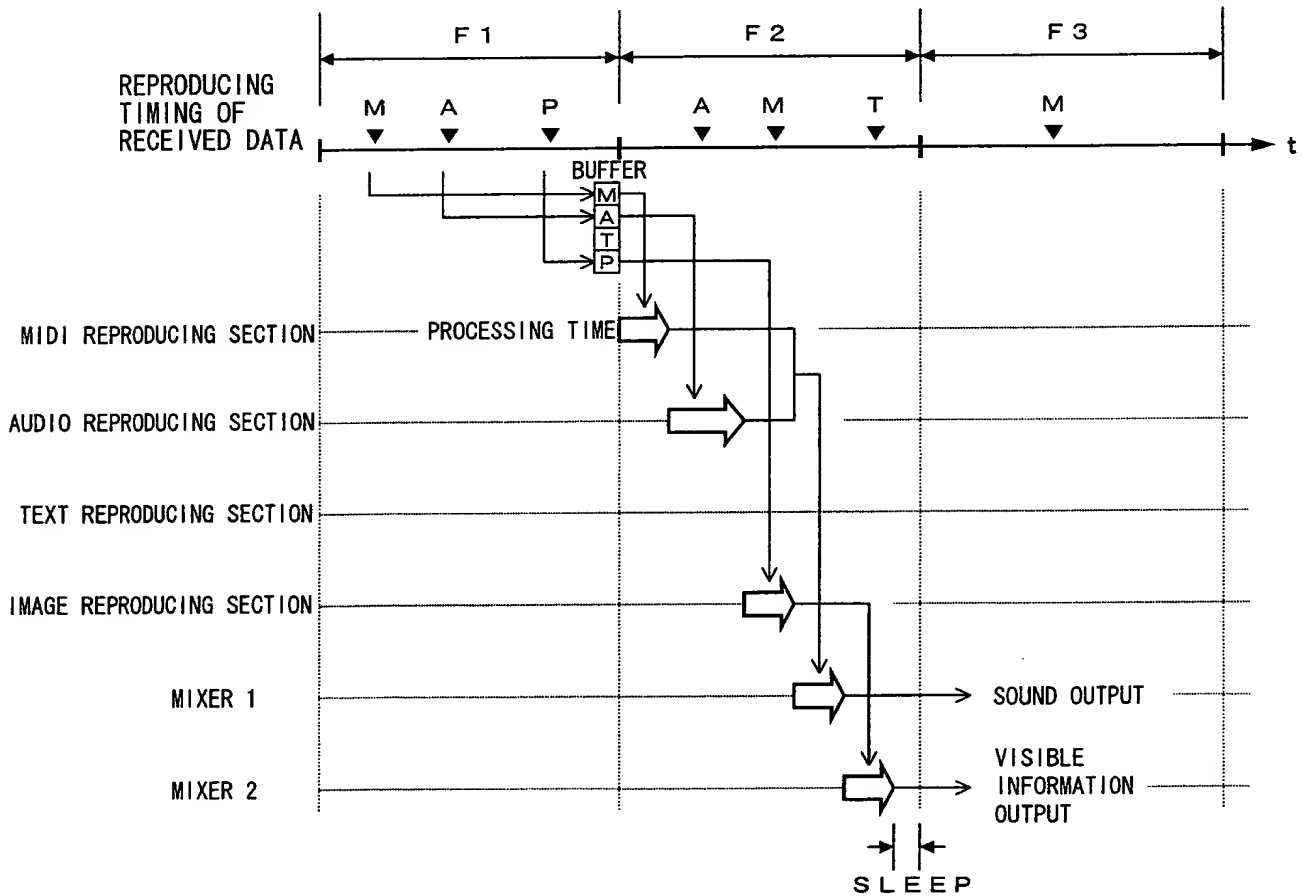 F 1 F 2 F 3
REPRODUCING
TIMING OF
RECEIVED DATA
M A P A M T M
t
BUFFER
M
A
T
P
MIDI REPRODUCING SECTION
PROCESSING TIME
AUDIO REPRODUCING SECTION
TEXT REPRODUCING SECTION
IMAGE REPRODUCING SECTION
MIXER 1
SOUND OUTPUT
MIXER 2
VISIBLE
INFORMATION
OUTPUT
SLEEP